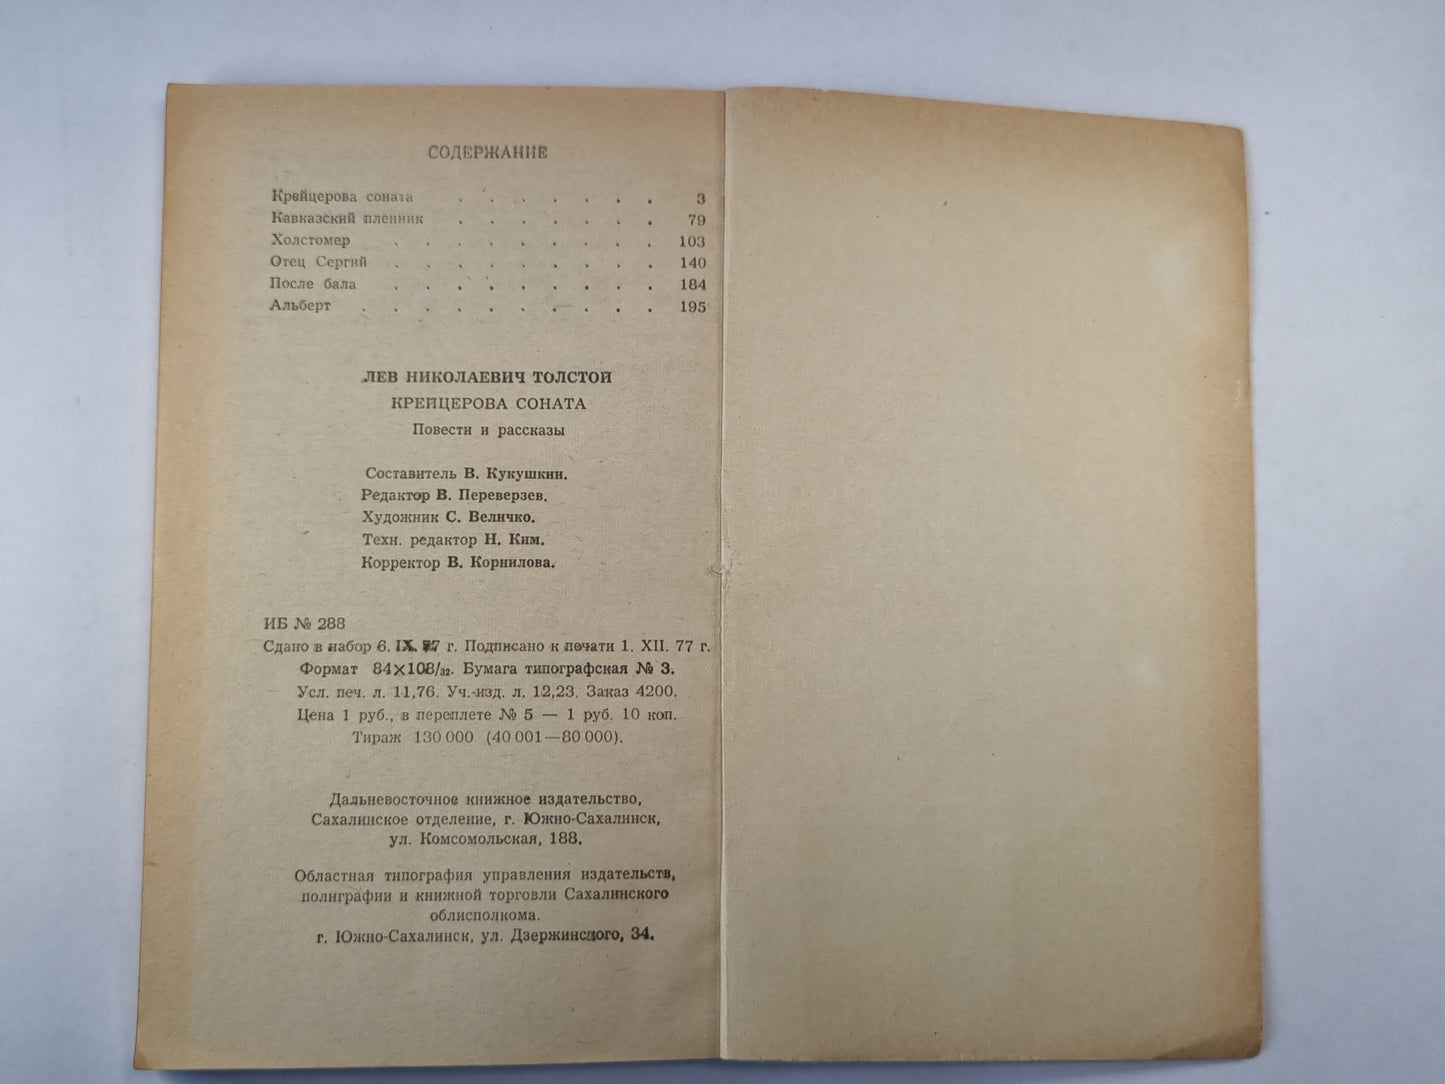 СОДЕРЖАНИЕ
Крейцерова соната . . . . . . . 3
Кавказский пленник . . . . . . . 79
Холстомер . . . . . . . . . 103
Отец Сергий . . . . . . . . . 140
После бала . . . . . . . . . 184
Альберт . . . . . . . . . . 195
ЛЕВ НИКОЛАЕВИЧ ТОЛСТОЙ
КРЕЙЦЕРОВА СОНАТА
Повести и рассказы
Составитель В. Кукушкин.
Редактор В. Переверзев.
Художник С. Величко.
Техн. редактор Н. Ким.
Корректор В. Корнилова.
ИБ № 288
Сдано в набор 6. IX. 77 г. Подписано к печати 1. XII. 77 г.
Формат 84×108/32. Бумага типографская № 3.
Усл. печ. л. 11,76. Уч.-изд. л. 12,23. Заказ 4200.
Цена 1 руб., в переплете № 5 — 1 руб. 10 коп.
Тираж 130 000 (40 001—80 000).
Дальневосточное книжное издательство,
Сахалинское отделение, г. Южно-Сахалинск,
ул. Комсомольская, 188.
Областная типография управления издательств,
полиграфии и книжной торговли Сахалинского
облисполкома.
г. Южно-Сахалинск, ул. Дзержинского, 34.